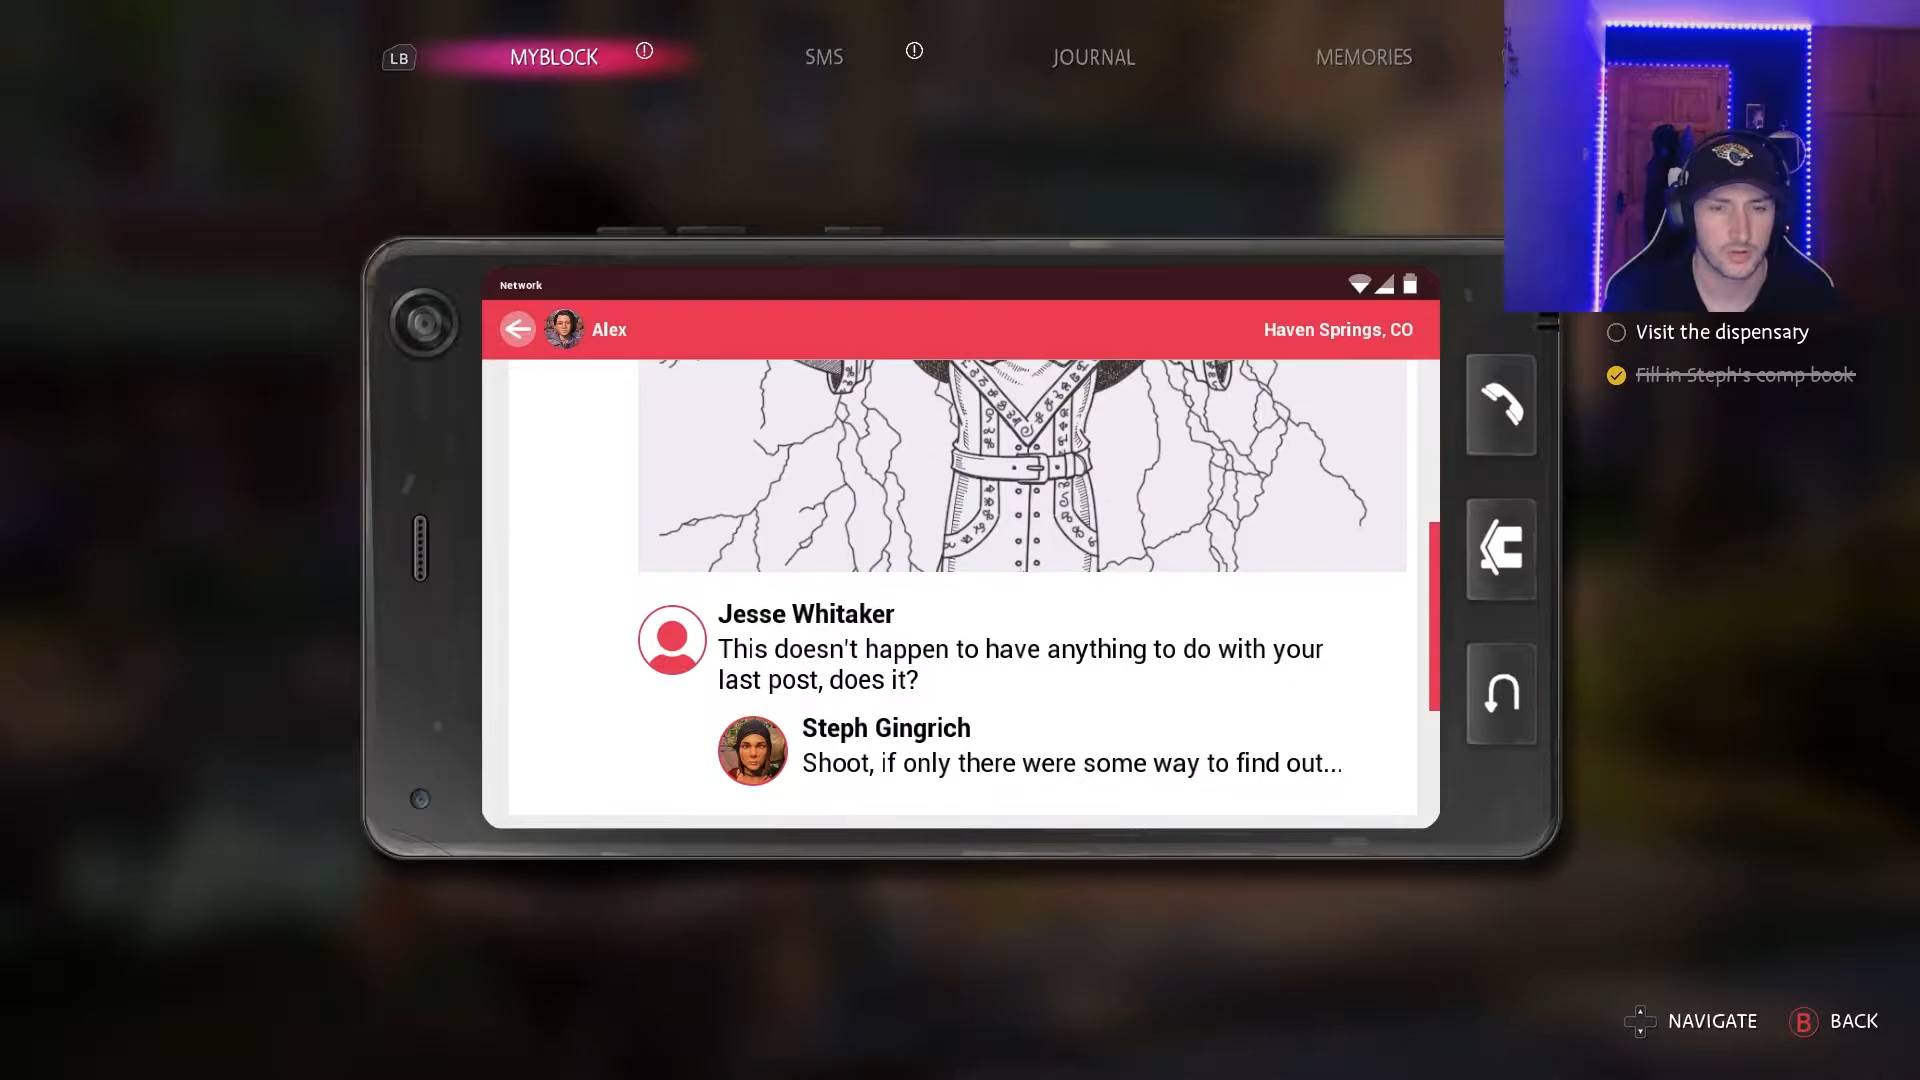 LB
MYBLOCK
SMS
JOURNAL
MEMORIES
Network
Alex
Haven Springs, CO
Visit the dispensary
Fill in Steph's comp book
Jesse Whitaker
This doesn't happen to have anything to do with your
last post, does it?
Steph Gingrich
Shoot, if only there were some way to find out...
NAVIGATE
B BACK